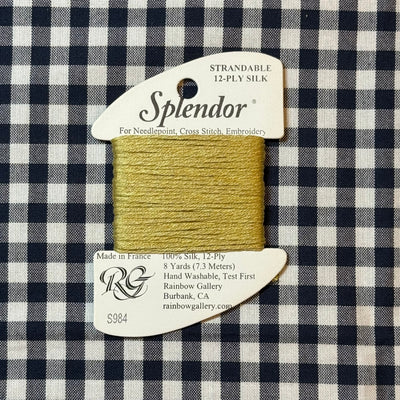 STRANDABLE
12-PLY SILK
Splendor®
For Needlepoint, Cross Stitch, Embroidery
Made in France
100% Silk, 12-Ply
8 Yards (7.3 Meters)
Hand Washable, Test First
Rainbow Gallery
Burbank, CA
rainbowgallery.com
RG
S984